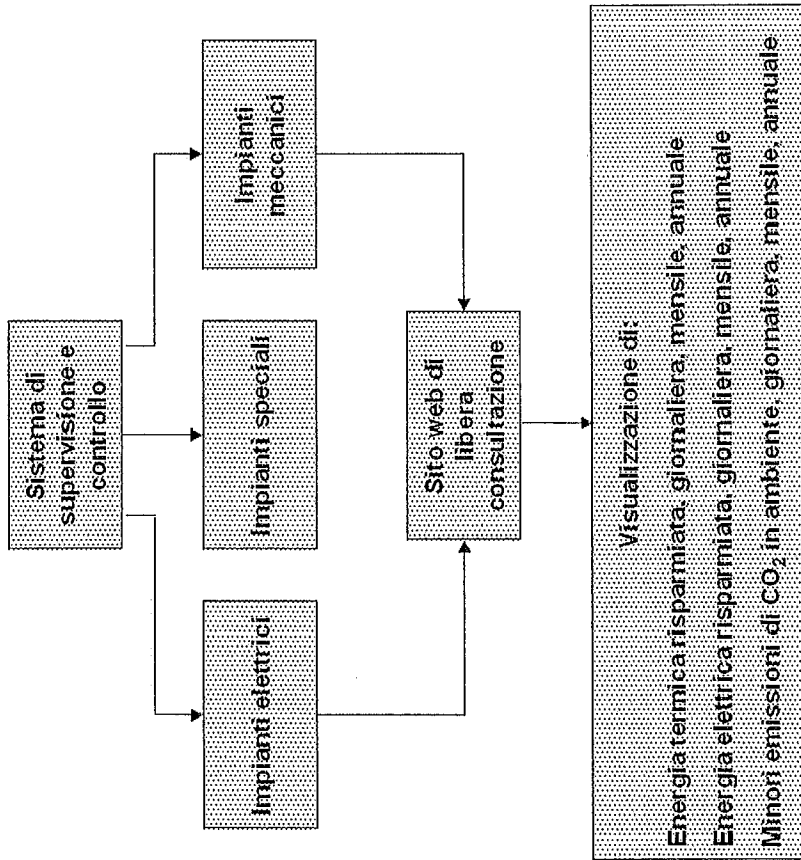 Sistema di
supervisione e
controllo
Impianti elettrici
Impianti speciali
Impianti
meccanici
Sito web di
libera
consultazione
Visualizzazione di:
Energia termica risparmiata, giornaliera, mensile, annuale
Energia elettrica risparmiata, giornaliera, mensile, annuale
Minori emissioni di CO₂ in ambiente, giornaliera, mensile, annuale